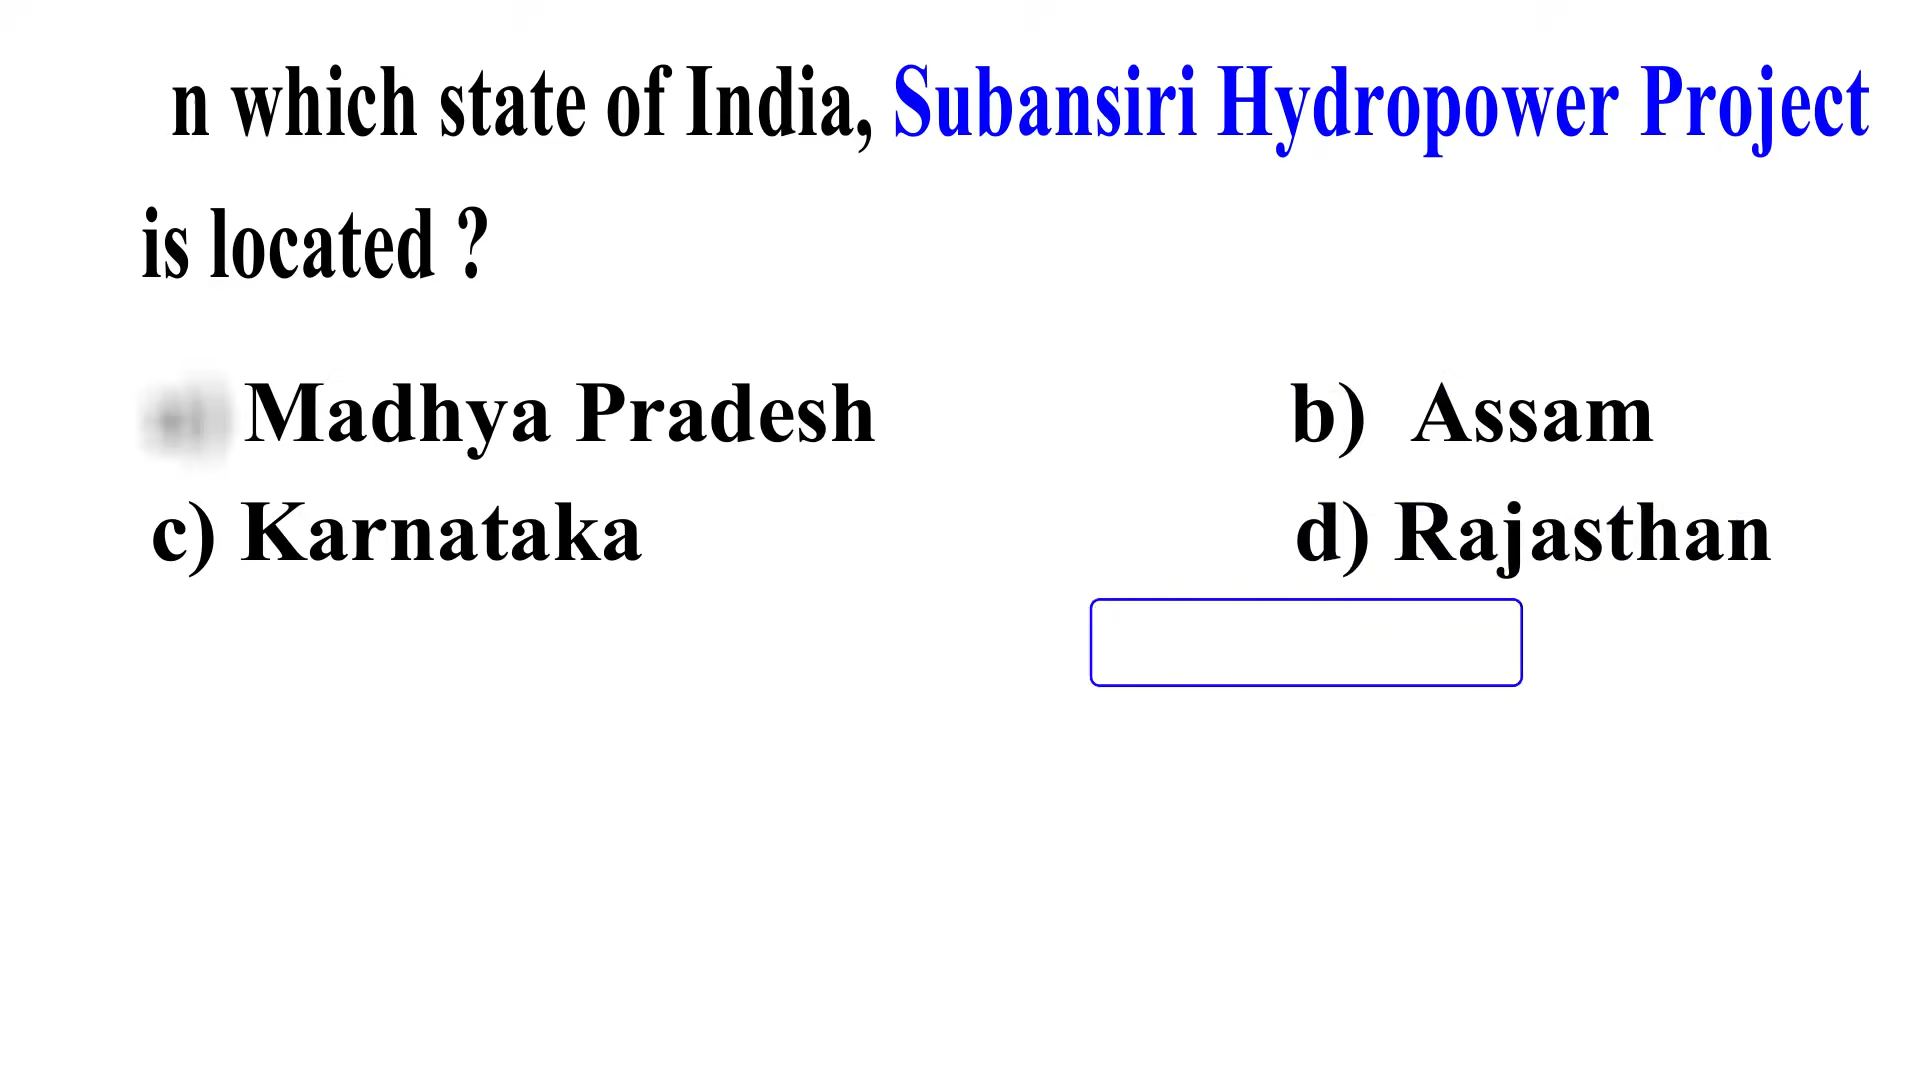 n which state of India, Subansiri Hydropower Project
is located ?
Madhya Pradesh b) Assam
c) Karnataka d) Rajasthan